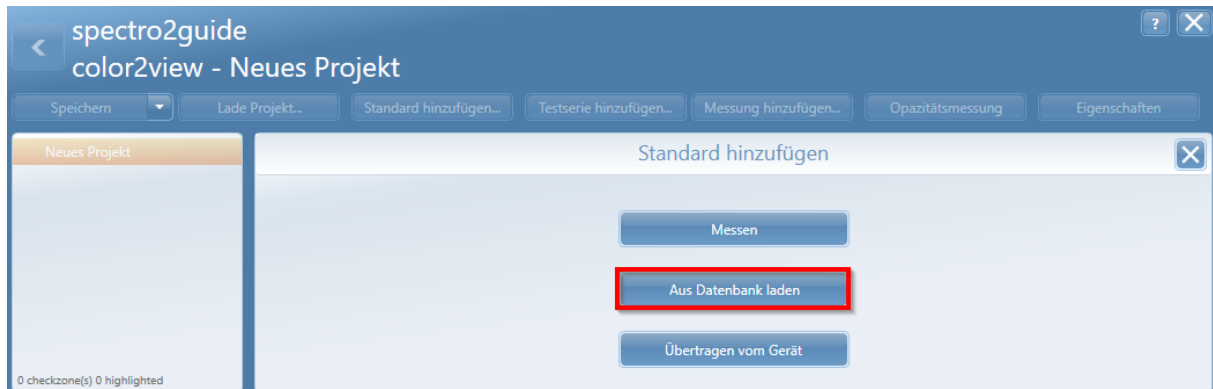 spectro2guide
color2view - Neues Projekt
?
Speichern
Lade Projekt...
Standard hinzufügen...
Testserie hinzufügen...
Messung hinzufügen...
Opazitätsmessung
Eigenschaften
Neues Projekt
Standard hinzufügen
Messen
Aus Datenbank laden
Übertragen vom Gerät
0 checkzone(s) 0 highlighted